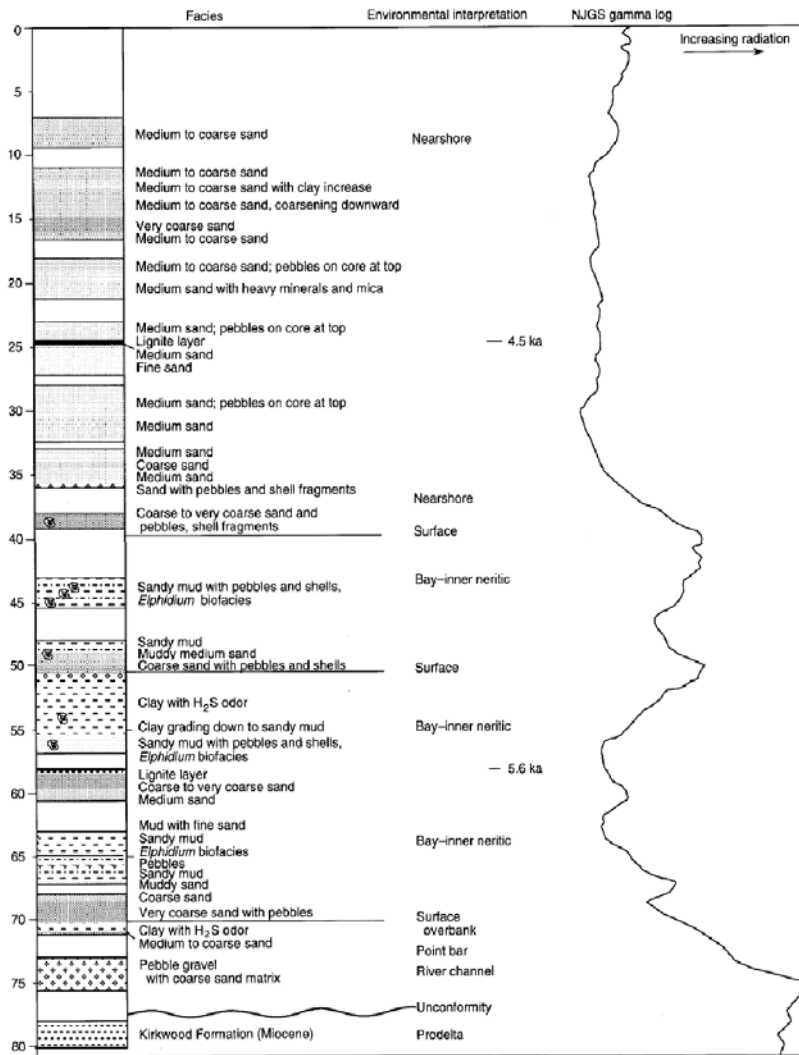 Facies Environmental interpretation NJGS gamma log
Increasing radiation
0
5
Medium to coarse sand Nearshore
10
Medium to coarse sand
Medium to coarse sand with clay increase
Medium to coarse sand, coarsening downward
15
Very coarse sand
Medium to coarse sand
Medium to coarse sand; pebbles on core at top
20
Medium sand with heavy minerals and mica
Medium sand; pebbles on core at top
Lignite layer 4.5 ka
25
Medium sand
Fine sand
Medium sand; pebbles on core at top
30
Medium sand
Medium sand
Coarse sand
35
Medium sand
Sand with pebbles and shell fragments
Nearshore
Coarse to very coarse sand and
pebbles, shell fragments
Surface
40
Bay–inner neritic
Sandy mud with pebbles and shells,
Elphidium biofacies
45
Sandy mud
Muddy medium sand
50
Coarse sand with pebbles and shells Surface
Clay with H2S odor
55
Clay grading down to sandy mud Bay–inner neritic
Sandy mud with pebbles and shells,
Elphidium biofacies
5.6 ka
Lignite layer
Coarse to very coarse sand
60
Medium sand
Mud with fine sand
Sandy mud Bay–inner neritic
Elphidium biofacies
65
Pebbles
Sandy mud
Muddy sand
Coarse sand
Very coarse sand with pebbles
70
Surface
Clay with H2S odor overbank
Medium to coarse sand
Point bar
Pebble gravel River channel
with coarse sand matrix
75
Unconformity
Kirkwood Formation (Miocene) Prodelta
80